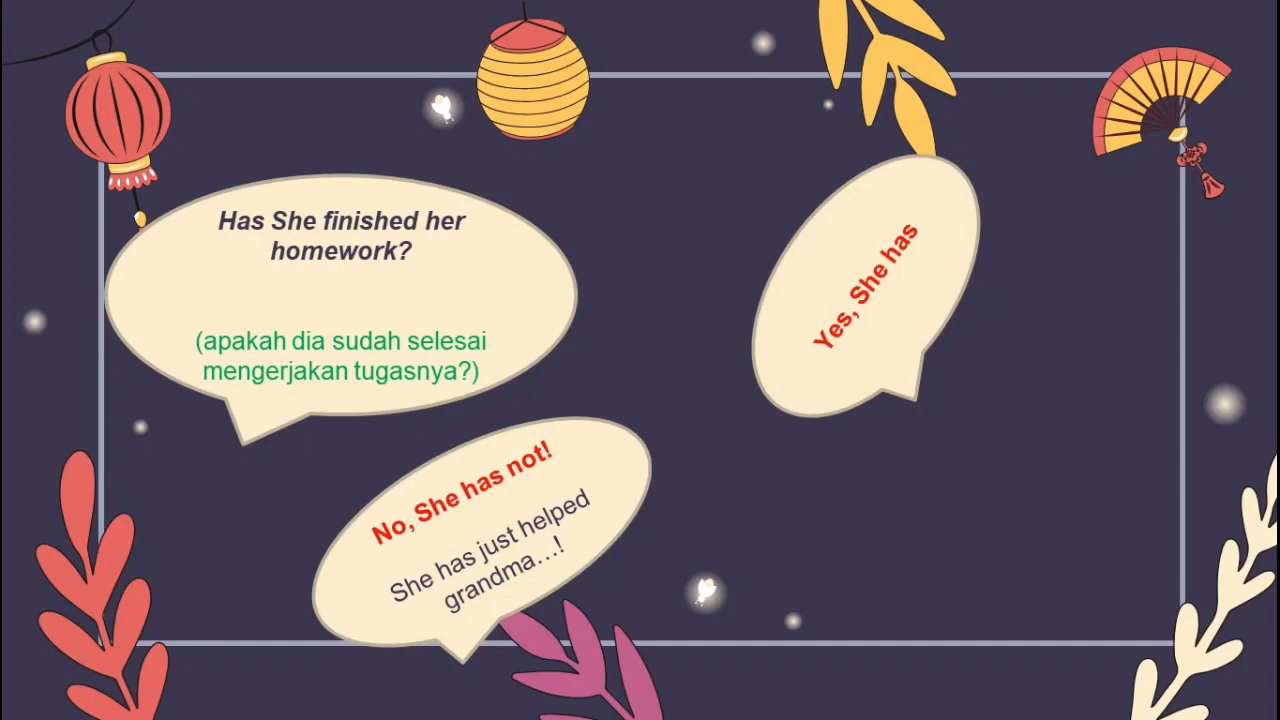 Has She finished her
homework?
(apakah dia sudah selesai
mengerjakan tugasnya?)
Yes, She has
No, She has not!
She has just helped
grandma...!